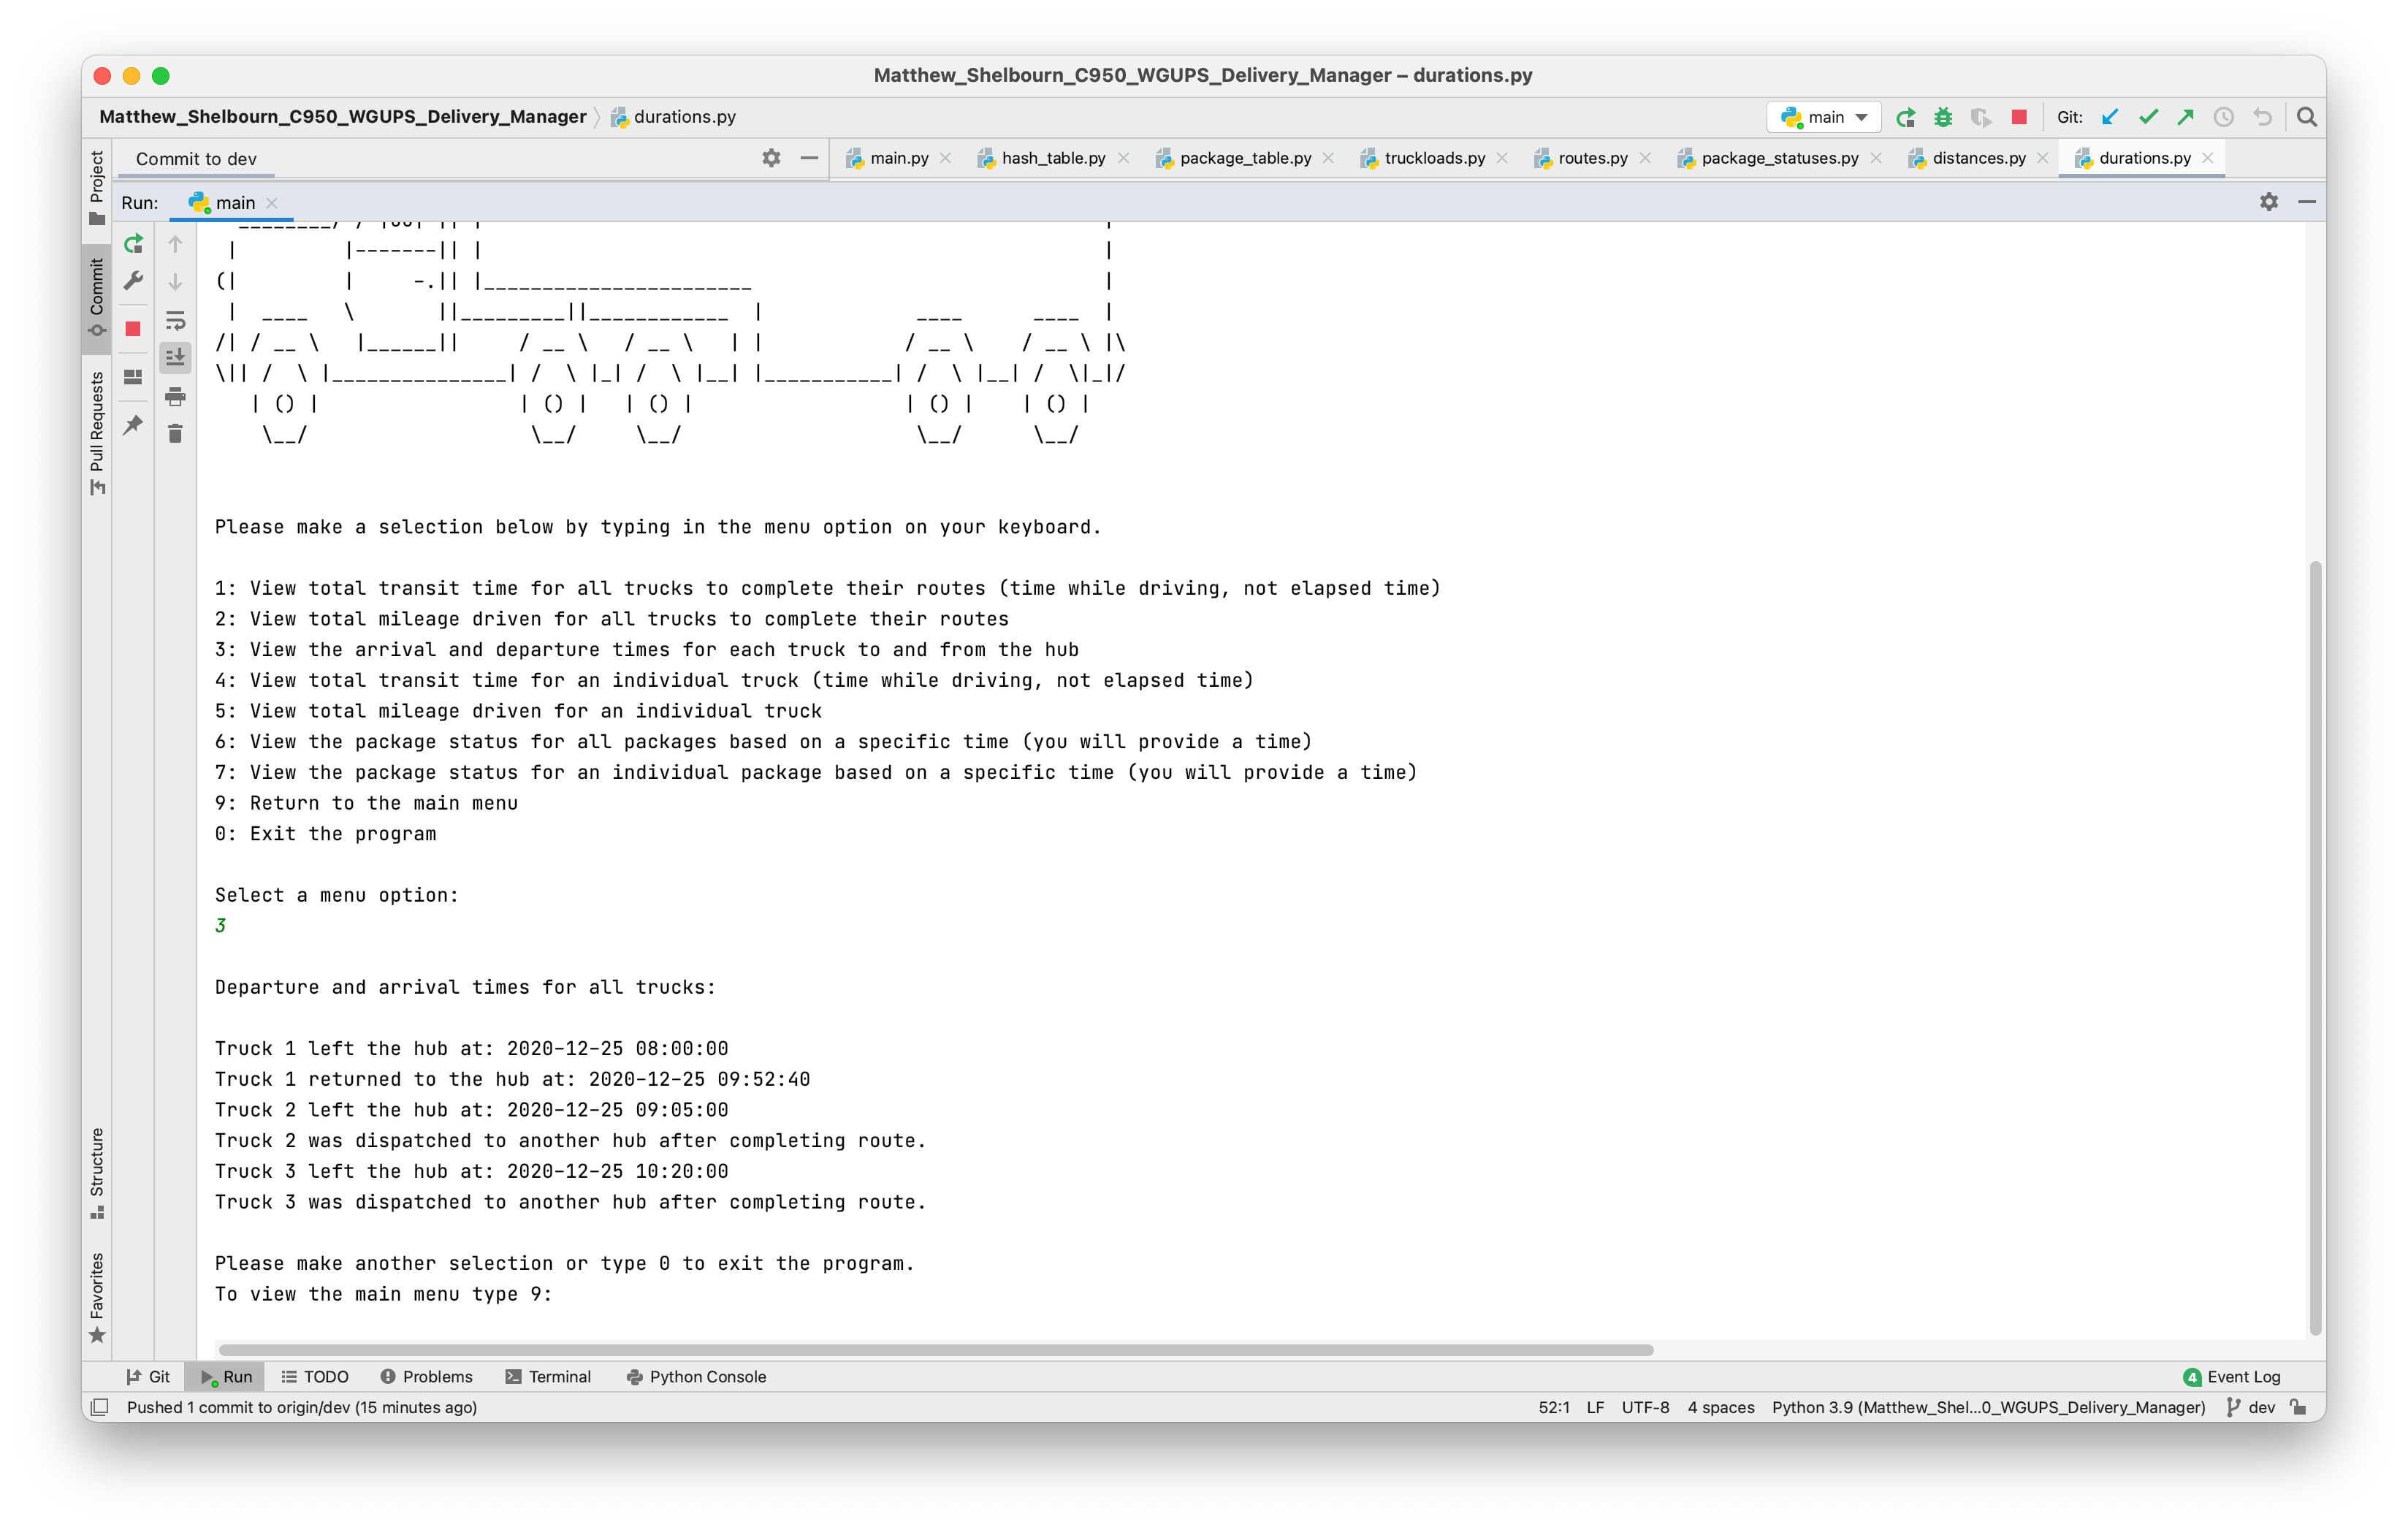 Matthew_Shelbourn_C950_WGUPS_Delivery_Manager – durations.py
Matthew_Shelbourn_C950_WGUPS_Delivery_Manager durations.py main Git:
Project
Commit
Pull Requests
Structure
Favorites
Commit to dev main.py hash_table.py package_table.py truckloads.py routes.py package_statuses.py distances.py durations.py
Run: main
Please make a selection below by typing in the menu option on your keyboard.
1: View total transit time for all trucks to complete their routes (time while driving, not elapsed time)
2: View total mileage driven for all trucks to complete their routes
3: View the arrival and departure times for each truck to and from the hub
4: View total transit time for an individual truck (time while driving, not elapsed time)
5: View total mileage driven for an individual truck
6: View the package status for all packages based on a specific time (you will provide a time)
7: View the package status for an individual package based on a specific time (you will provide a time)
9: Return to the main menu
0: Exit the program
Select a menu option:
3
Departure and arrival times for all trucks:
Truck 1 left the hub at: 2020-12-25 08:00:00
Truck 1 returned to the hub at: 2020-12-25 09:52:40
Truck 2 left the hub at: 2020-12-25 09:05:00
Truck 2 was dispatched to another hub after completing route.
Truck 3 left the hub at: 2020-12-25 10:20:00
Truck 3 was dispatched to another hub after completing route.
Please make another selection or type 0 to exit the program.
To view the main menu type 9:
Git Run TODO Problems Terminal Python Console 4 Event Log
Pushed 1 commit to origin/dev (15 minutes ago) 52:1 LF UTF-8 4 spaces Python 3.9 (Matthew_Shel...0_WGUPS_Delivery_Manager) dev